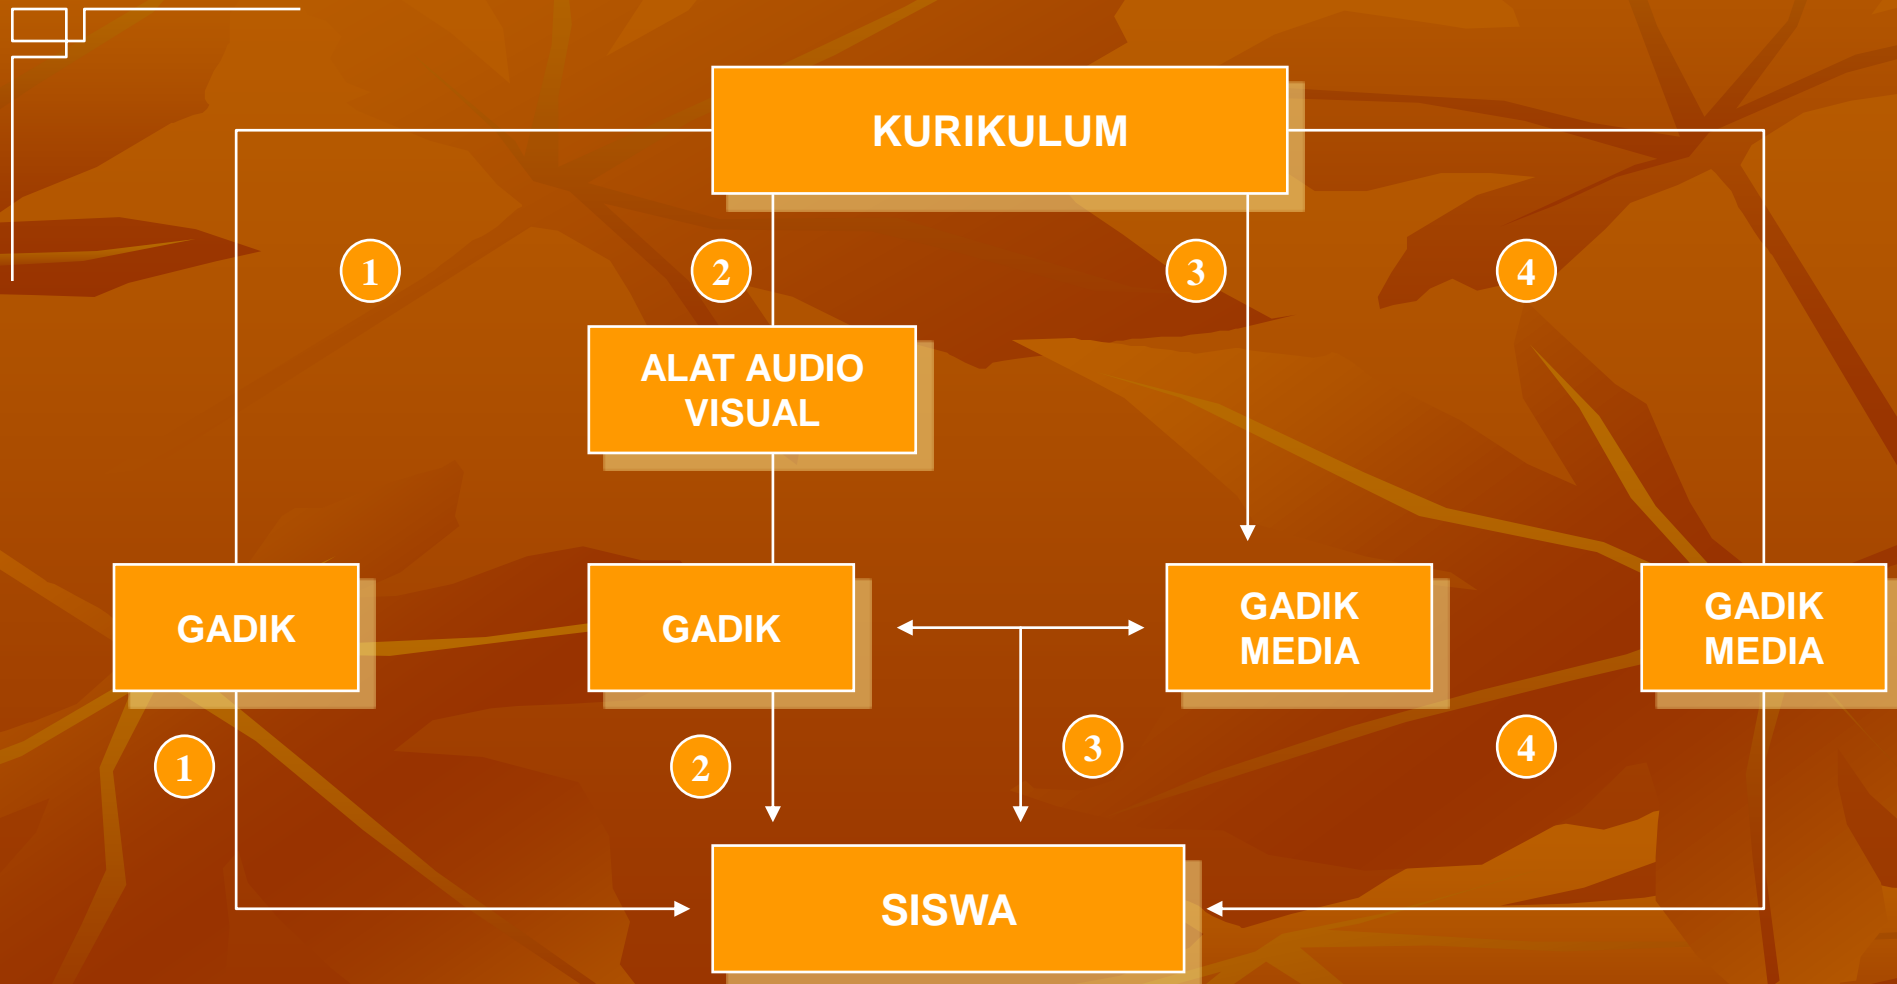 KURIKULUM
1
2
3
4
ALAT AUDIO
VISUAL
GADIK
GADIK
GADIK
MEDIA
GADIK
MEDIA
1
2
3
4
SISWA